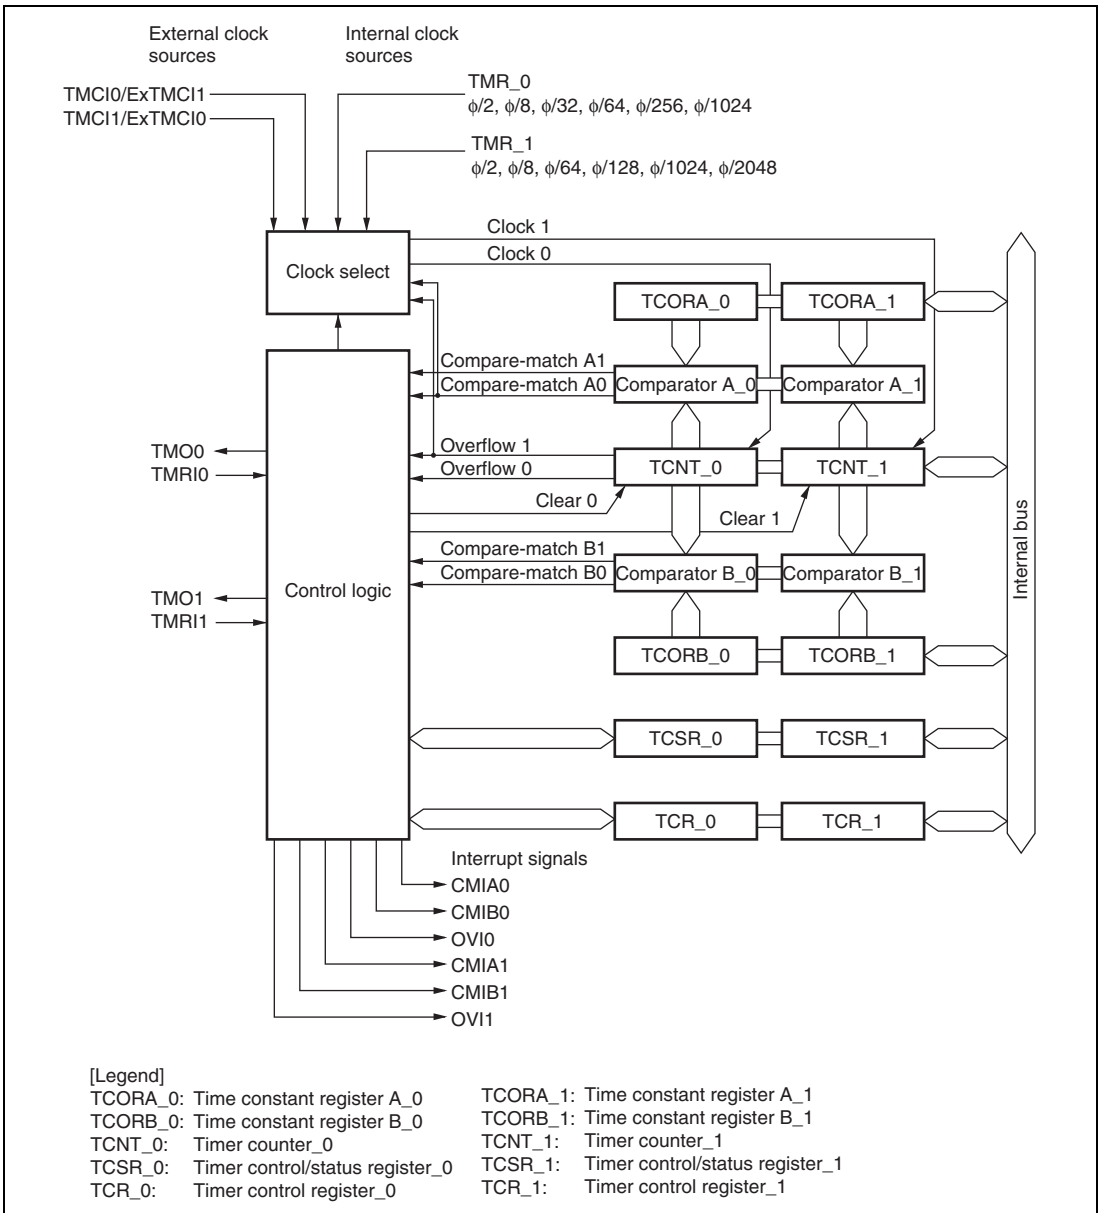 External clock
sources
Internal clock
sources
TMCI0/ExTMCI1
TMCI1/ExTMCI0
TMR_0
ϕ/2, ϕ/8, ϕ/32, ϕ/64, ϕ/256, ϕ/1024
TMR_1
ϕ/2, ϕ/8, ϕ/64, ϕ/128, ϕ/1024, ϕ/2048
Clock 1
Clock 0
Clock select
TCORA_0
TCORA_1
Compare-match A1
Compare-match A0
Comparator A_0
Comparator A_1
TMO0
TMRI0
Overflow 1
Overflow 0
TCNT_0
TCNT_1
Clear 0
Clear 1
Internal bus
Compare-match B1
Compare-match B0
Comparator B_0
Comparator B_1
Control logic
TMO1
TMRI1
TCORB_0
TCORB_1
TCSR_0
TCSR_1
TCR_0
TCR_1
Interrupt signals
CMIA0
CMIB0
OVI0
CMIA1
CMIB1
OVI1
[Legend]
TCORA_0: Time constant register A_0
TCORB_0: Time constant register B_0
TCNT_0: Timer counter_0
TCSR_0: Timer control/status register_0
TCR_0: Timer control register_0
TCORA_1: Time constant register A_1
TCORB_1: Time constant register B_1
TCNT_1: Timer counter_1
TCSR_1: Timer control/status register_1
TCR_1: Timer control register_1